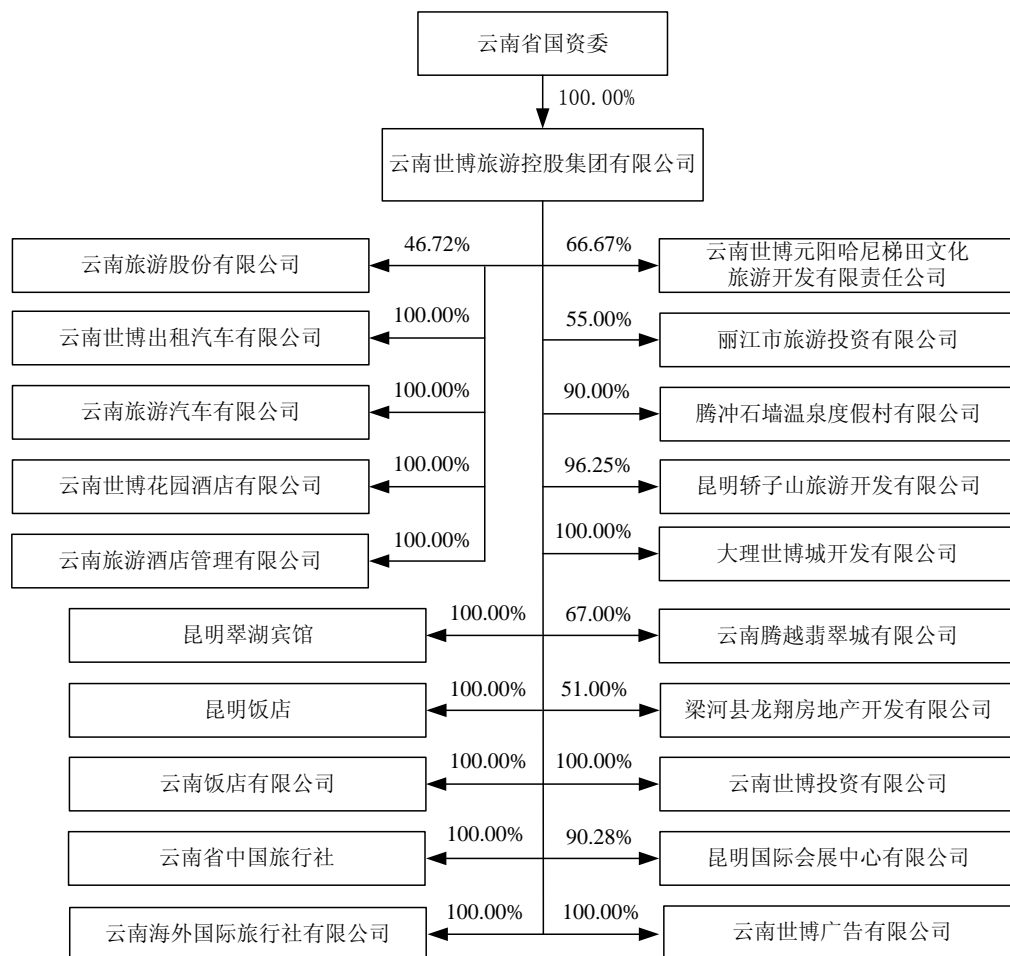 云南省国资委
100.00%
云南世博旅游控股集团有限公司
46.72%
66.67%
云南旅游股份有限公司
云南世博元阳哈尼梯田文化
旅游开发有限责任公司
100.00%
55.00%
云南世博出租汽车有限公司
丽江市旅游投资有限公司
100.00%
90.00%
云南旅游汽车有限公司
腾冲石墙温泉度假村有限公司
100.00%
96.25%
云南世博花园酒店有限公司
昆明轿子山旅游开发有限公司
100.00%
100.00%
云南旅游酒店管理有限公司
大理世博城开发有限公司
100.00%
67.00%
昆明翠湖宾馆
云南腾越翡翠城有限公司
100.00%
51.00%
昆明饭店
梁河县龙翔房地产开发有限公司
100.00%
100.00%
云南饭店有限公司
云南世博投资有限公司
100.00%
90.28%
云南省中国旅行社
昆明国际会展中心有限公司
100.00%
100.00%
云南海外国际旅行社有限公司
云南世博广告有限公司